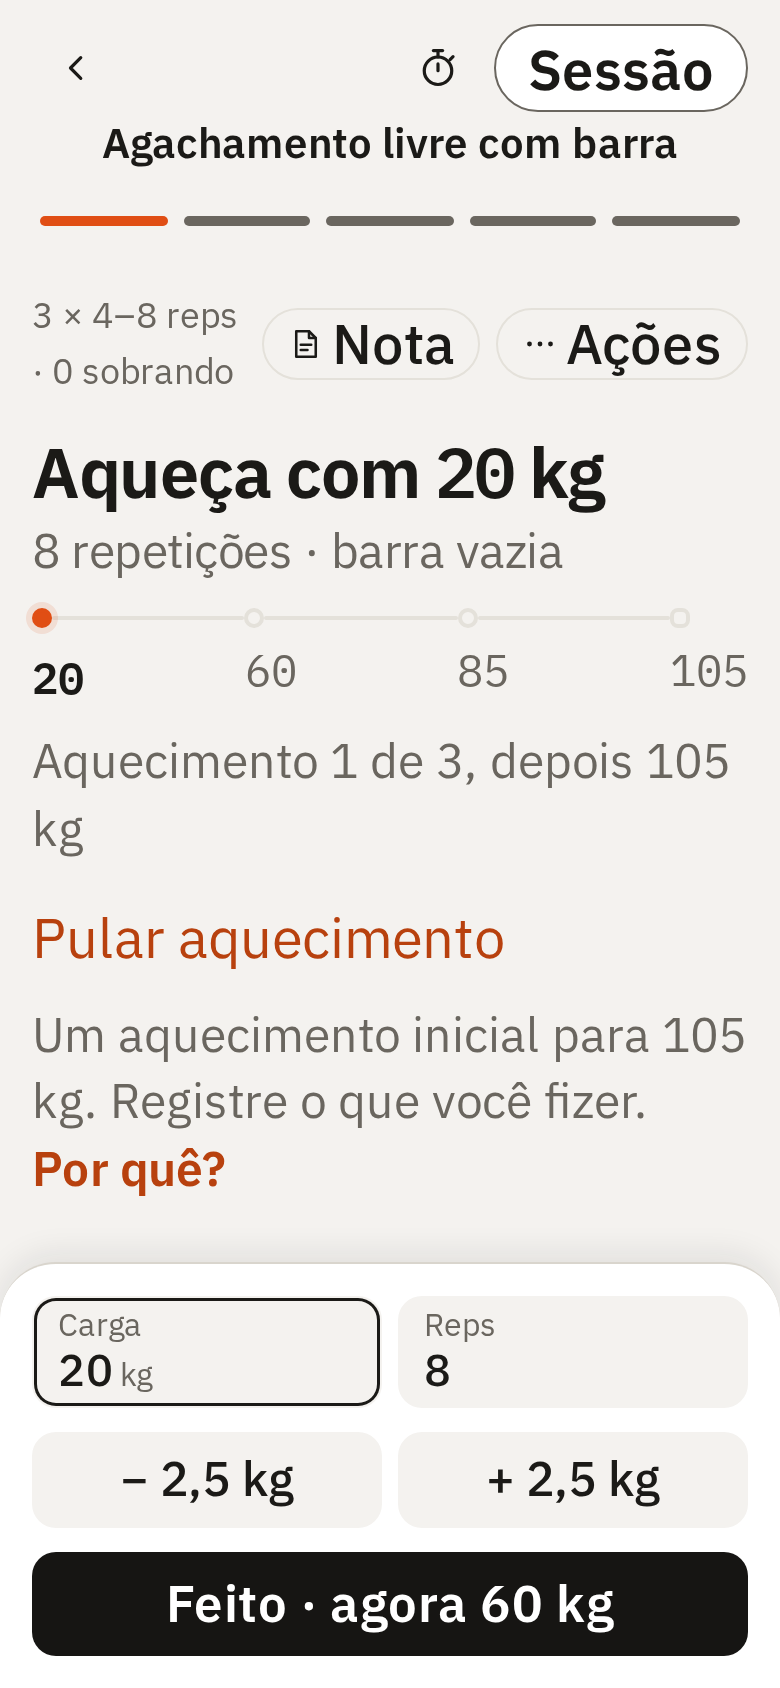 Sessão
Agachamento livre com barra
3 × 4–8 reps
· 0 sobrando
Nota
Ações
Aqueça com 20 kg
8 repetições · barra vazia
20 60 85 105
Aquecimento 1 de 3, depois 105
kg
Pular aquecimento
Um aquecimento inicial para 105
kg. Registre o que você fizer.
Por quê?
Carga
20 kg
Reps
8
– 2,5 kg
+ 2,5 kg
Feito · agora 60 kg